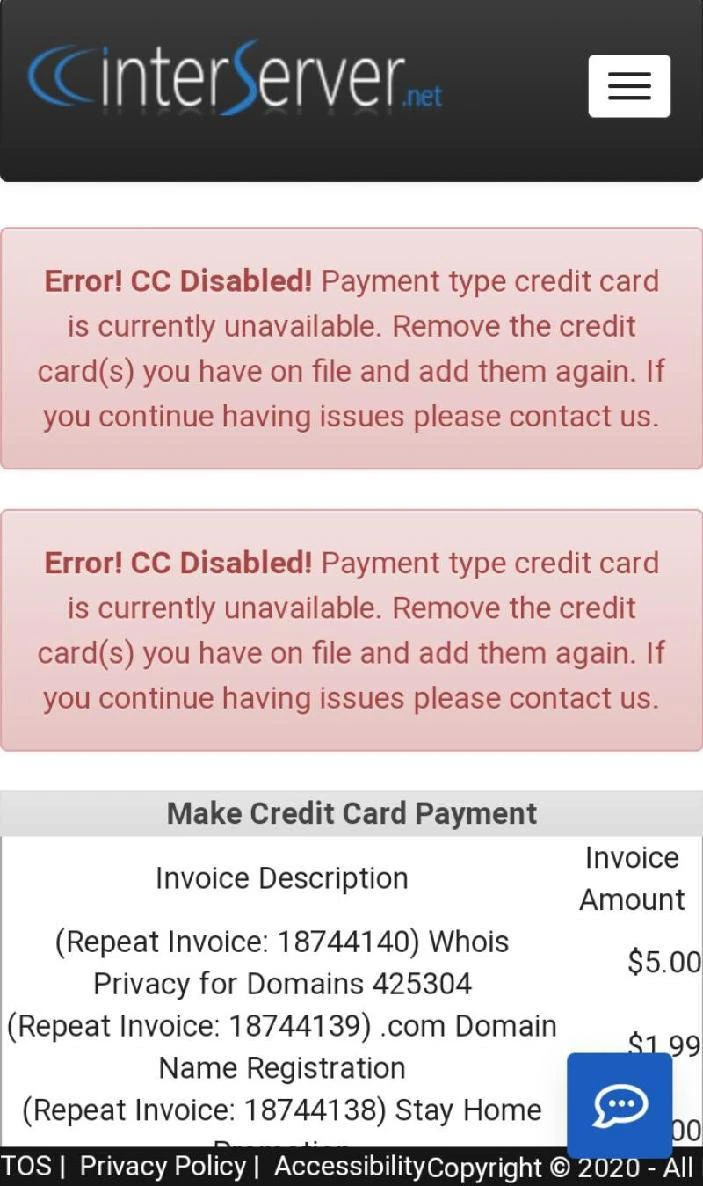 interServer.net
Error! CC Disabled! Payment type credit card
is currently unavailable. Remove the credit
card(s) you have on file and add them again. If
you continue having issues please contact us.
Error! CC Disabled! Payment type credit card
is currently unavailable. Remove the credit
card(s) you have on file and add them again. If
you continue having issues please contact us.
Make Credit Card Payment
Invoice Description
Invoice
Amount
(Repeat Invoice: 18744140) Whois
Privacy for Domains 425304
$5.00
(Repeat Invoice: 18744139) .com Domain
Name Registration
$1.99
(Repeat Invoice: 18744138) Stay Home
TOS | Privacy Policy | Accessibility Copyright © 2020 - All